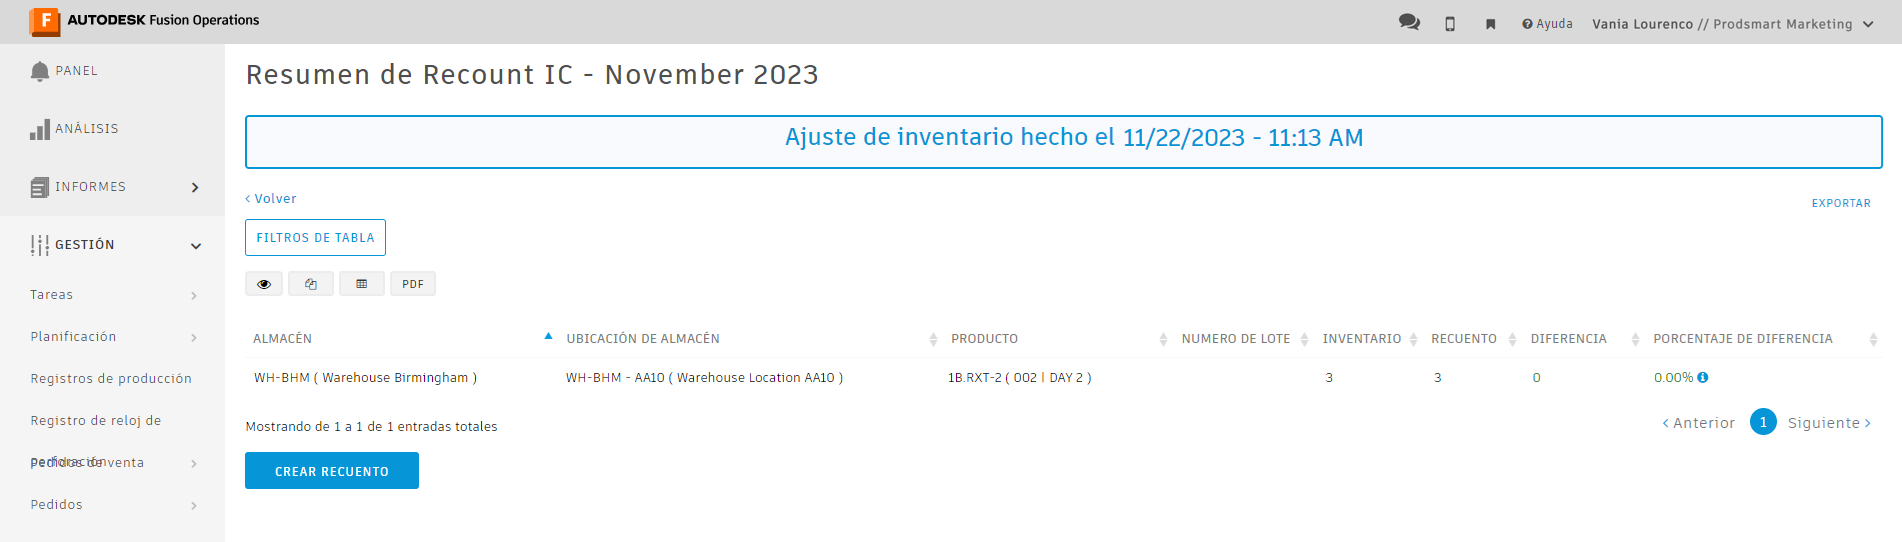 AUTODESK Fusion Operations
Ayuda
Vania Lourenco // Prodsmart Marketing
PANEL
ANÁLISIS
INFORMES
GESTIÓN
Tareas
Planificación
Registros de producción
Registro de reloj de
perforación
Pedidos de venta
Pedidos
Resumen de Recount IC - November 2023
Ajuste de inventario hecho el 11/22/2023 - 11:13 AM
‹ Volver
EXPORTAR
FILTROS DE TABLA
PDF
ALMACÉN UBICACIÓN DE ALMACÉN PRODUCTO NUMERO DE LOTE INVENTARIO RECUENTO DIFERENCIA PORCENTAJE DE DIFERENCIA
WH-BHM ( Warehouse Birmingham ) WH-BHM - AA10 ( Warehouse Location AA10 ) 1B.RXT-2 ( 002 | DAY 2 ) 3 3 0 0.00%
Mostrando de 1 a 1 de 1 entradas totales
‹ Anterior 1 Siguiente ›
CREAR RECUENTO